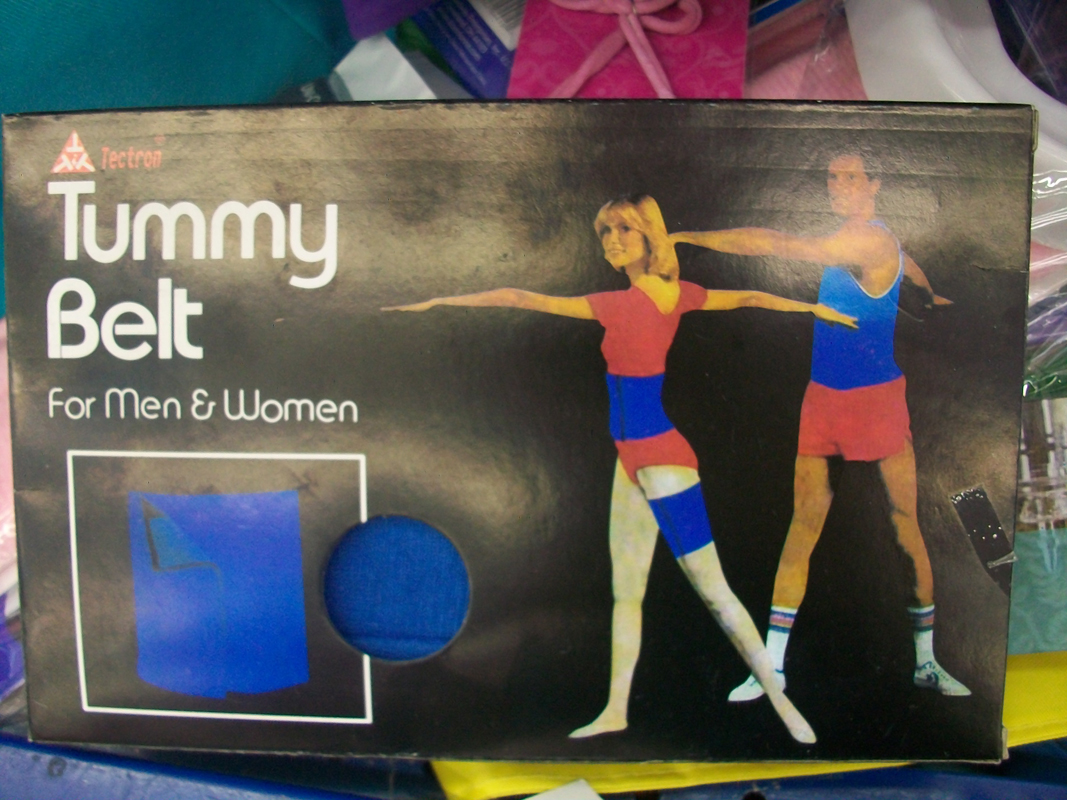 Tectron
Tummy
Belt
For Men & Women